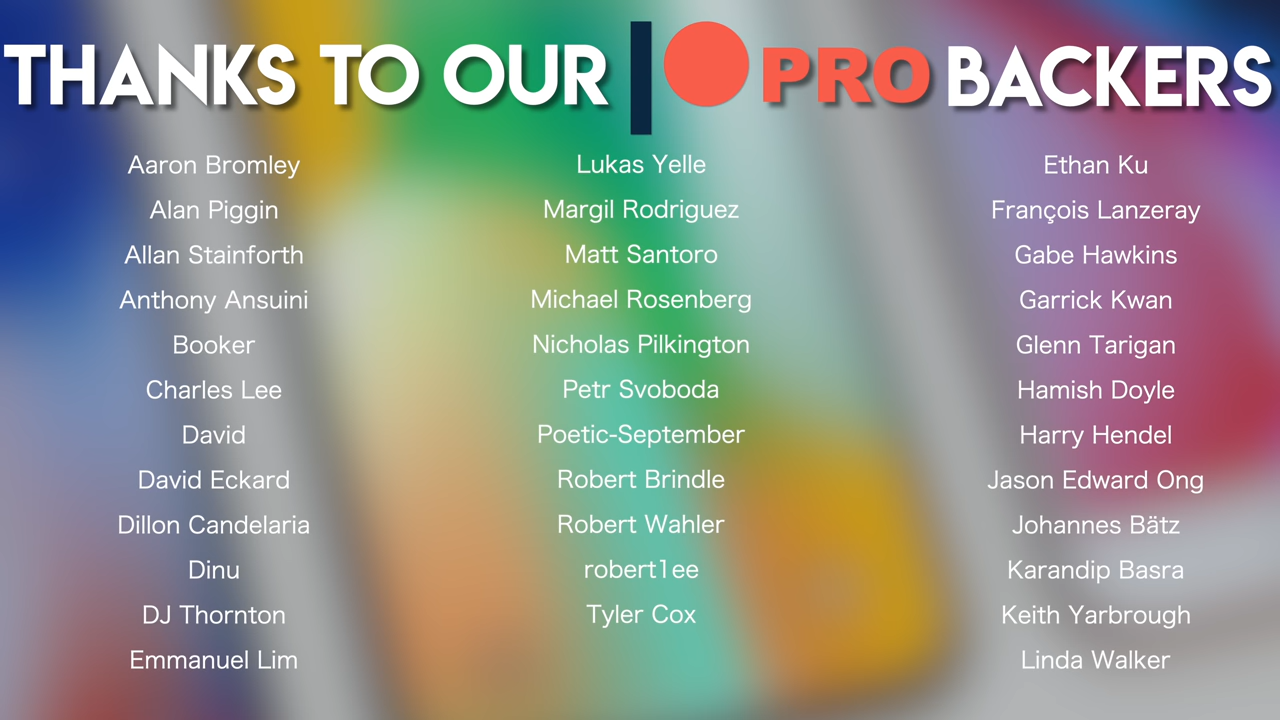 THANKS TO OUR PRO BACKERS
Aaron Bromley
Alan Piggin
Allan Stainforth
Anthony Ansuini
Booker
Charles Lee
David
David Eckard
Dillon Candelaria
Dinu
DJ Thornton
Emmanuel Lim
Lukas Yelle
Margil Rodriguez
Matt Santoro
Michael Rosenberg
Nicholas Pilkington
Petr Svoboda
Poetic-September
Robert Brindle
Robert Wahler
robert1ee
Tyler Cox
Ethan Ku
François Lanzeray
Gabe Hawkins
Garrick Kwan
Glenn Tarigan
Hamish Doyle
Harry Hendel
Jason Edward Ong
Johannes Bätz
Karandip Basra
Keith Yarbrough
Linda Walker